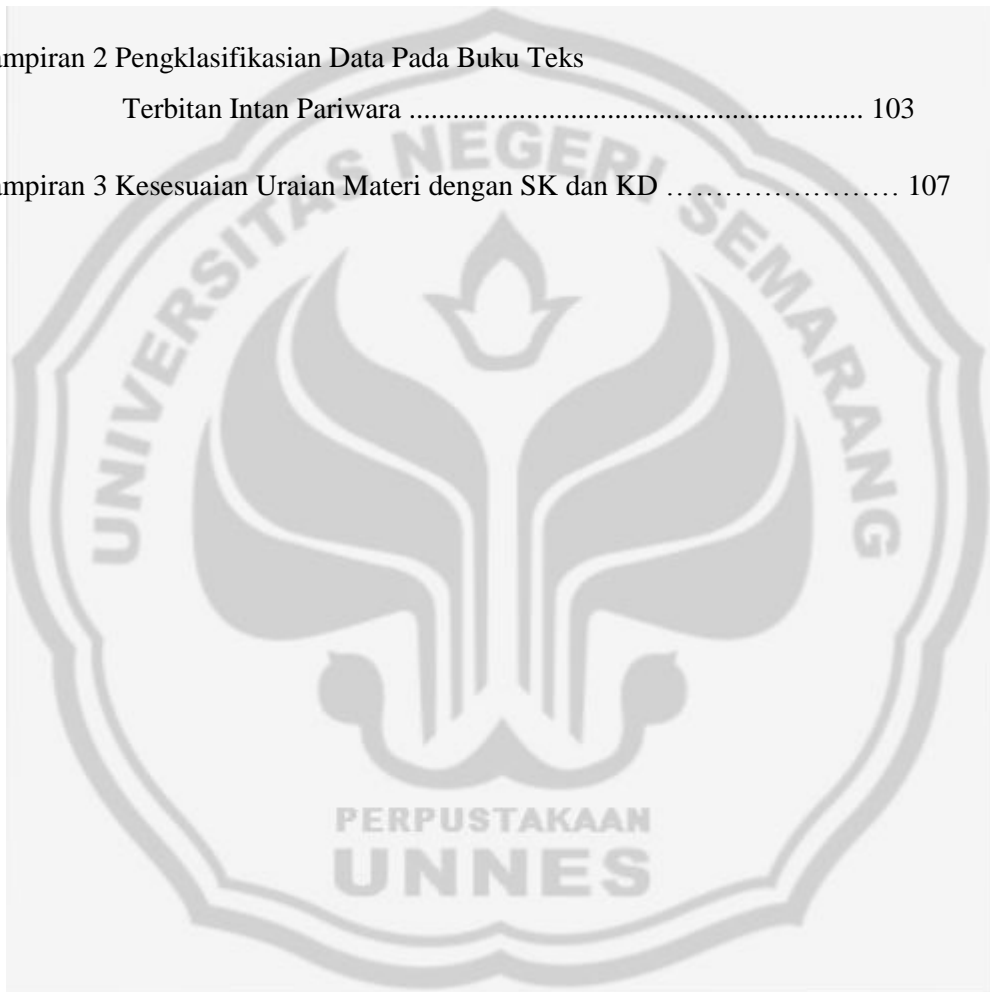 ampiran 2 Pengklasifikasian Data Pada Buku Teks
Terbitan Intan Pariwara ............................................................. 103
ampiran 3 Kesesuaian Uraian Materi dengan SK dan KD …………………… 107
UNIVERSITAS NEGERI SEMARANG
PERPUSTAKAAN
UNNES